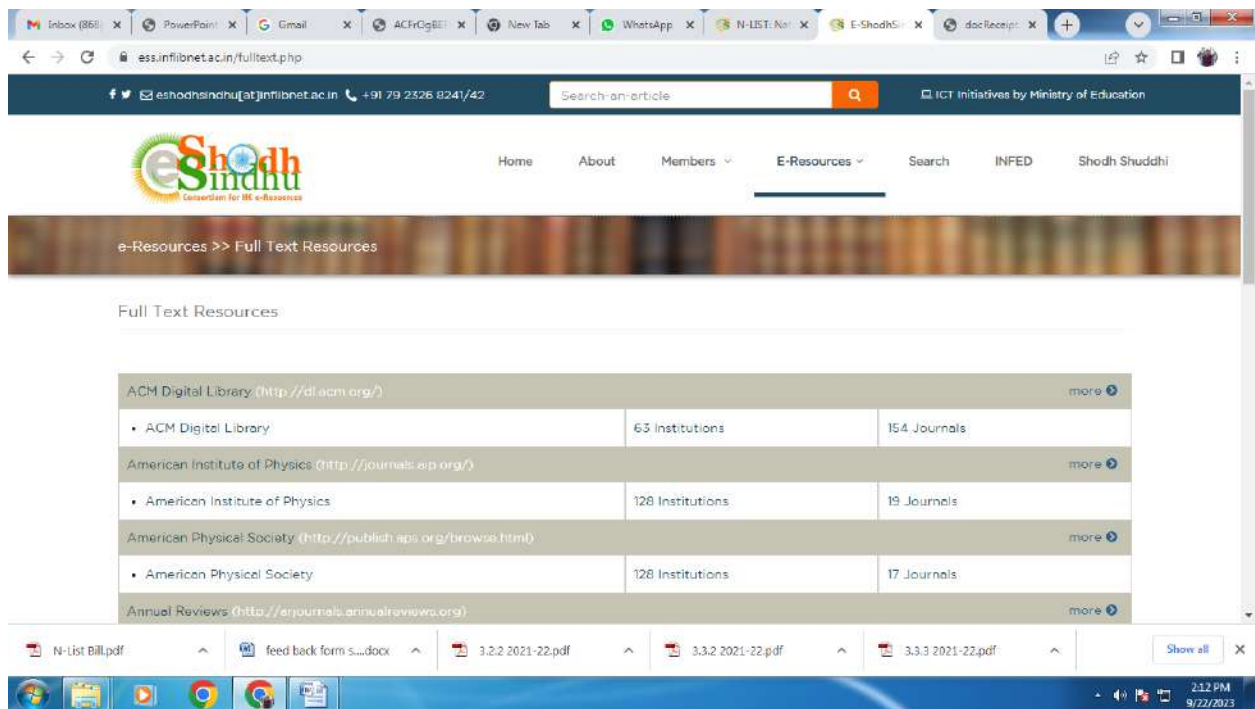 Inbox (868
PowerPoint
Gmail
New Tab
WhatsApp
N-LIST: Na
E-ShodhSi
docReceip
ess.inflibnet.ac.in/fulltext.php
eshodhsindhu[at]inflibnet.ac.in +91 79 2326 8241/42
Search-an-article
ICT Initiatives by Ministry of Education
e Shodh Sindhu
Consortium for HE e-Resources
Home About Members E-Resources Search INFED Shodh Shuddhi
e-Resources >> Full Text Resources
Full Text Resources
ACM Digital Library (http://dl.acm.org/) more
• ACM Digital Library 63 Institutions 154 Journals
American Institute of Physics (http://journals.aip.org/) more
• American Institute of Physics 128 Institutions 19 Journals
American Physical Society (http://publish.aps.org/browse.html) more
• American Physical Society 128 Institutions 17 Journals
Annual Reviews (http://arjournals.annualreviews.org) more
N-List Bill.pdf
feed back form s....docx
3.2.2 2021-22.pdf
3.3.2 2021-22.pdf
3.3.3 2021-22.pdf
Show all
2:12 PM
9/22/2023